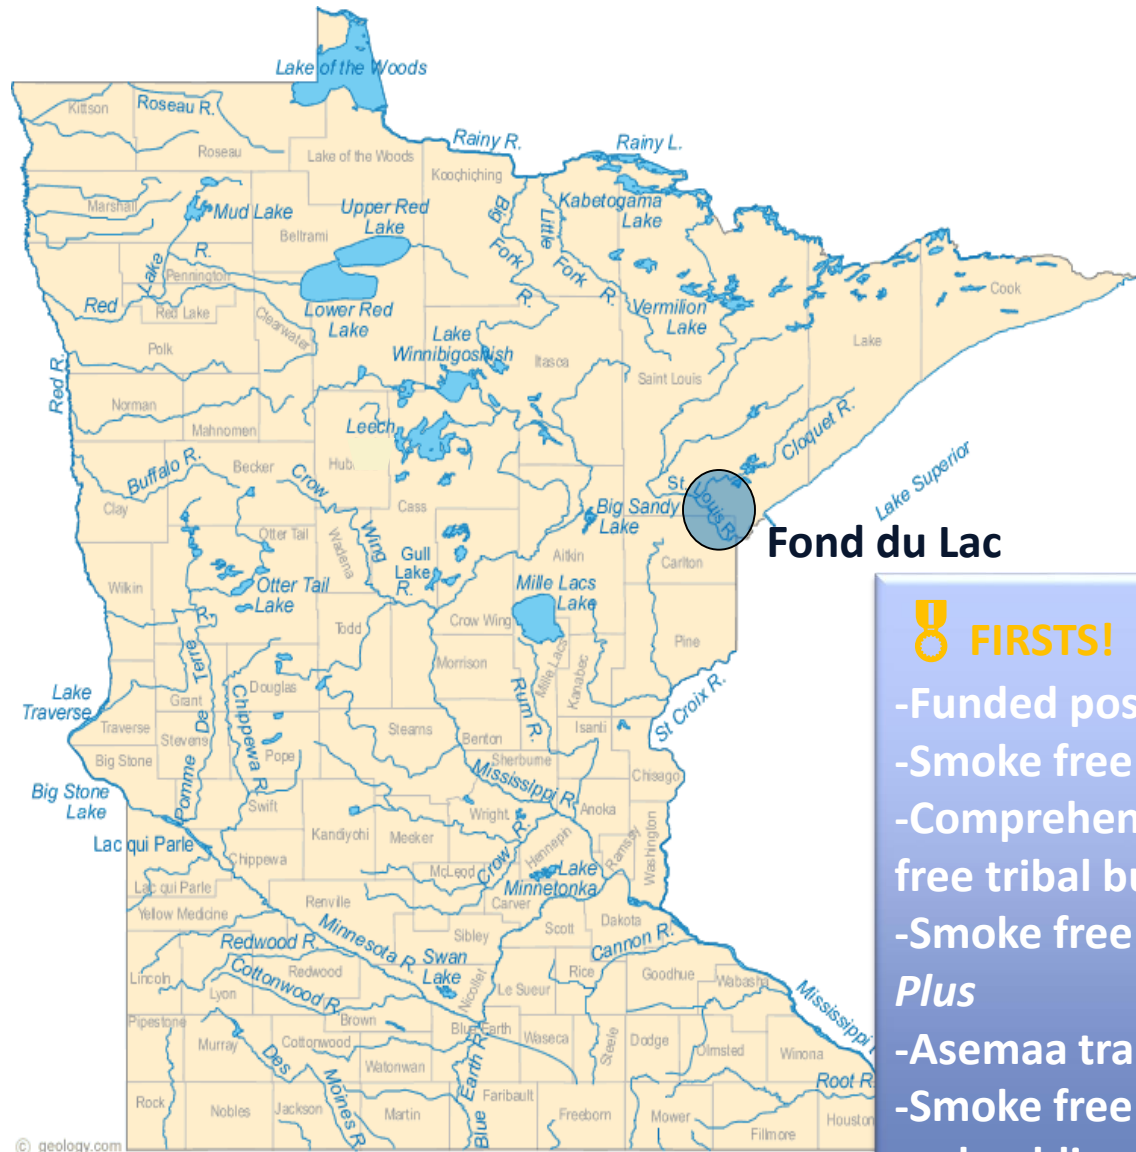 Lake of the Woods
Kittson
Roseau R.
Roseau
Lake of the Woods
Rainy R.
Rainy L.
Koochiching
Marshall
Mud Lake
Upper Red
Lake
Beltrami
Big
Fork
R.
Little
Fork
R.
Kabetogama
Lake
R.
Lake
Pennington
Red
Red Lake
Clearwater
Lower Red
Lake
Vermilion
Lake
Cook
Lake
Polk
Lake
Winnibigoshish
Itasca
Saint Louis
Red R.
Norman
Mahnomen
Leech
Cloquet R.
Buffalo R.
Becker
Hub
Crow
Wing
R.
Cass
St. Louis R.
Lake Superior
Clay
Big Sandy
Lake
Fond du Lac
Otter Tail
Wadena
Gull
Lake
Aitkin
Carlton
Wilkin
Otter Tail
Lake
Mille Lacs
Lake
R.
Terre
De
Pomme
Todd
Crow Wing
Mille Lacs
Kanabec
Pine
Morrison
Lake
Traverse
Grant
Douglas
Chippewa R.
Rum R.
St Croix R.
Traverse
Stevens
Stearns
Benton
Isanti
Big Stone
Pope
Sherburne
Chisago
Big Stone
Lake
Swift
Mississippi R.
Wright
Anoka
Lac qui Parle
Kandiyohi
Meeker
Crow R.
Hennepin
Ramsey
Washington
Chippewa
McLeod
Lake
Minnetonka
Lac qui Parle
Renville
Carver
Yellow Medicine
Minnesota R.
Sibley
Scott
Dakota
Redwood R.
Swan
Lake
Cannon R.
Lincoln
Lyon
Redwood
Cottonwood R.
Nicollet
Le Sueur
Rice
Goodhue
Wabasha
Mississippi
Pipestone
Murray
Brown
Cottonwood
Blue Earth
Waseca
Steele
Dodge
Olmsted
Winona
Des
Moines R.
Watonwan
Blue
Earth R.
Root R.
Rock
Nobles
Jackson
Martin
Faribault
Freeborn
Mower
Fillmore
Houston
© geology.com
FIRSTS!
-Funded pos
-Smoke free
-Comprehen
free tribal bu
-Smoke free
Plus
-Asemaa tra
-Smoke free